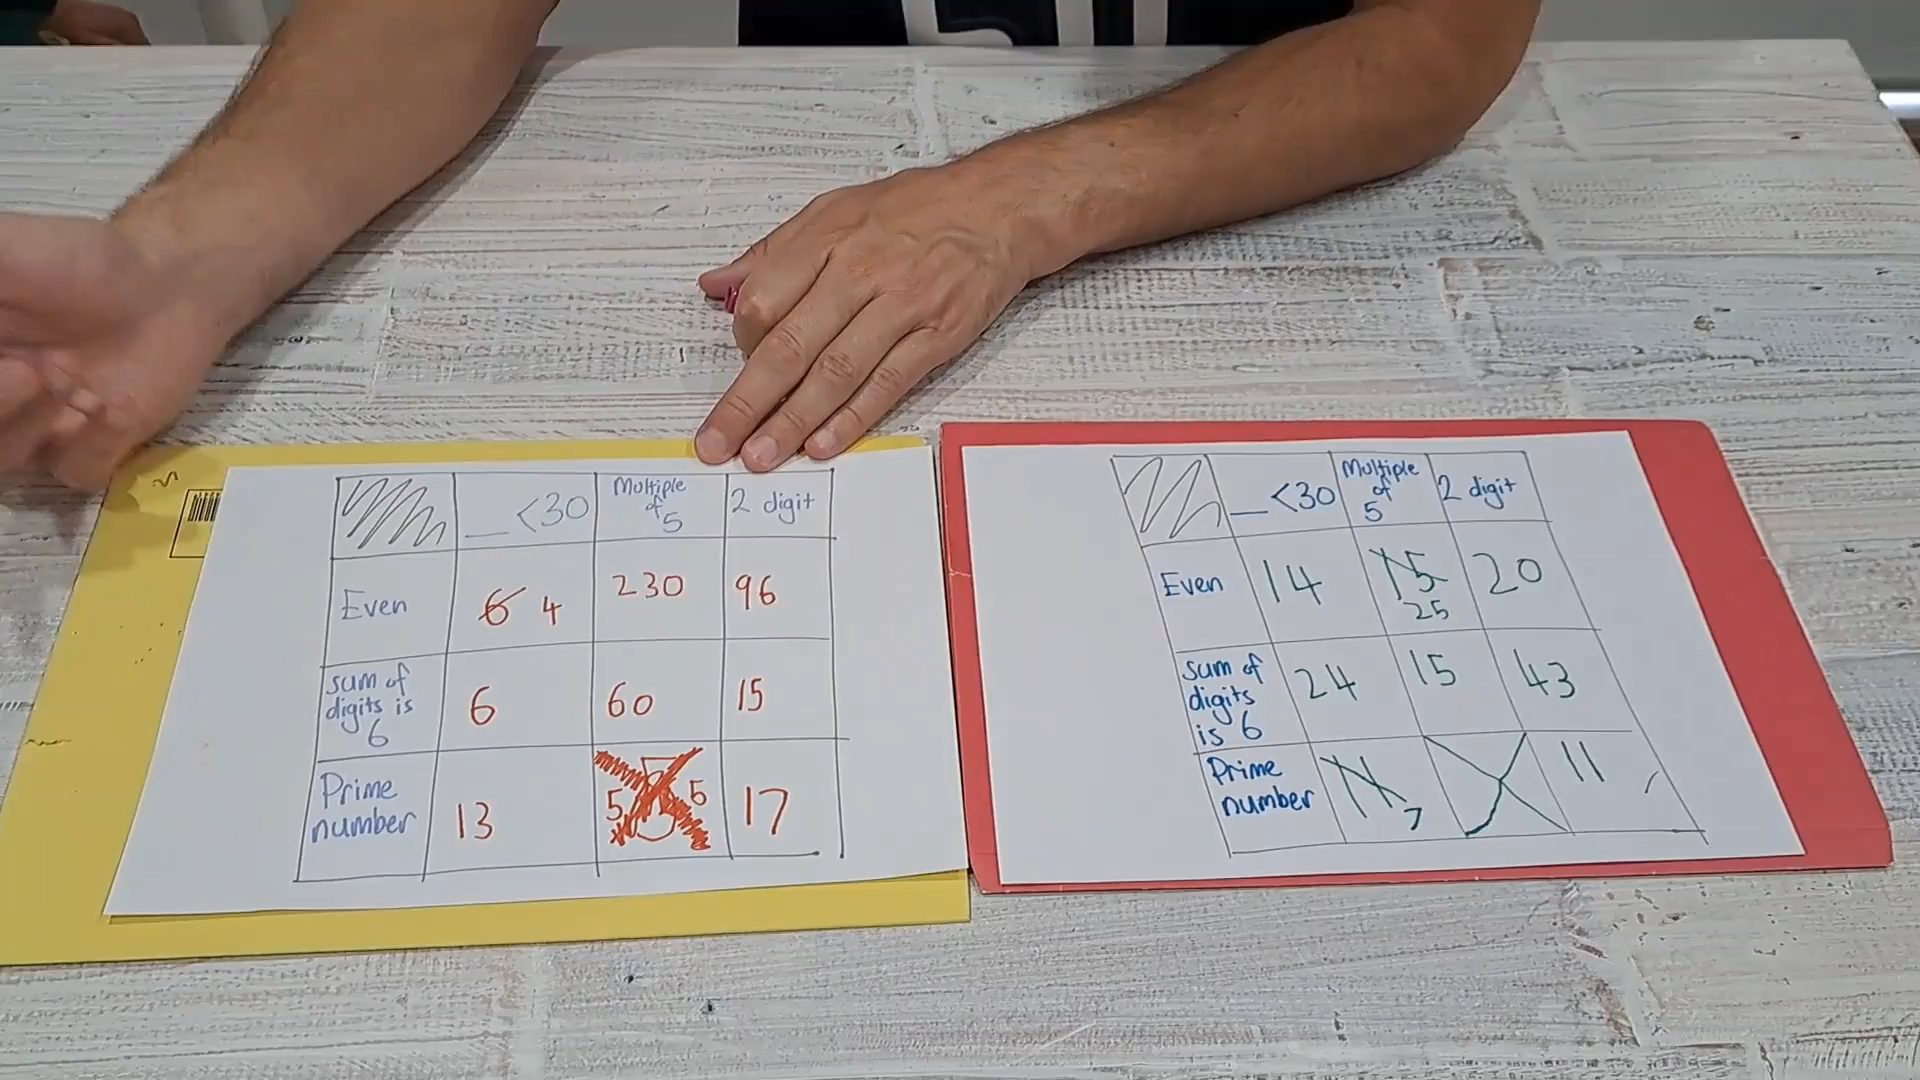 __ <30
Multiple
of
5
2 digit
Even
6 4
230
96
sum of
digits is
6
6
60
15
Prime
number
13
5 5
17
__ <30
Multiple
of
5
2 digit
Even
14
15
25
20
sum of
digits
is 6
24
15
43
Prime
number
11
7
11